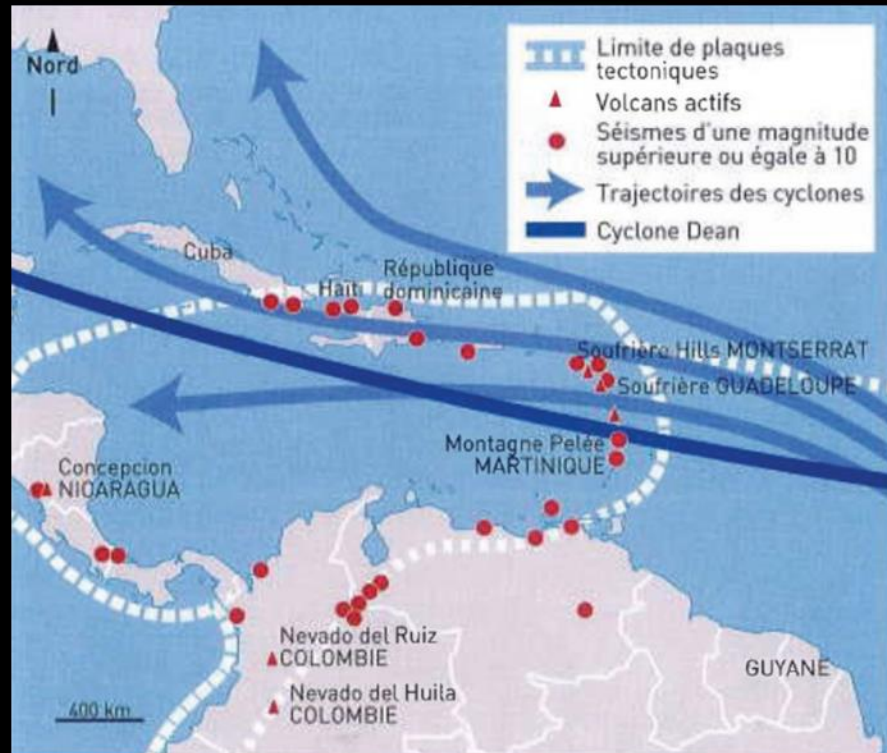 Nord
Limite de plaques
tectoniques
Volcans actifs
Séismes d'une magnitude
supérieure ou égale à 10
Trajectoires des cyclones
Cyclone Dean
Cuba
Haïti
République
dominicaine
Soufrière Hills MONTSERRAT
Soufrière GUADELOUPE
Montagne Pelée
MARTINIQUE
Concepcion
NICARAGUA
Nevado del Ruiz
COLOMBIE
Nevado del Huila
COLOMBIE
GUYANE
400 km